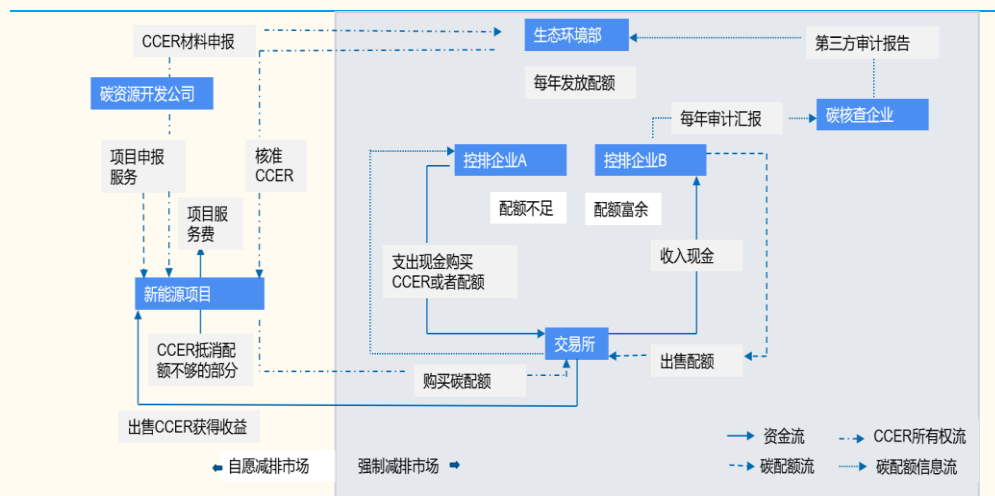 CCER材料申报
生态环境部
第三方审计报告
每年发放配额
碳资源开发公司
每年审计汇报
碳核查企业
项目申报
服务
核准
CCER
控排企业A
控排企业B
项目服
务费
配额不足
配额富余
支出现金购买
CCER或者配额
收入现金
新能源项目
交易所
CCER抵消配
额不够的部分
出售配额
购买碳配额
出售CCER获得收益
资金流
CCER所有权流
自愿减排市场
强制减排市场
碳配额流
碳配额信息流